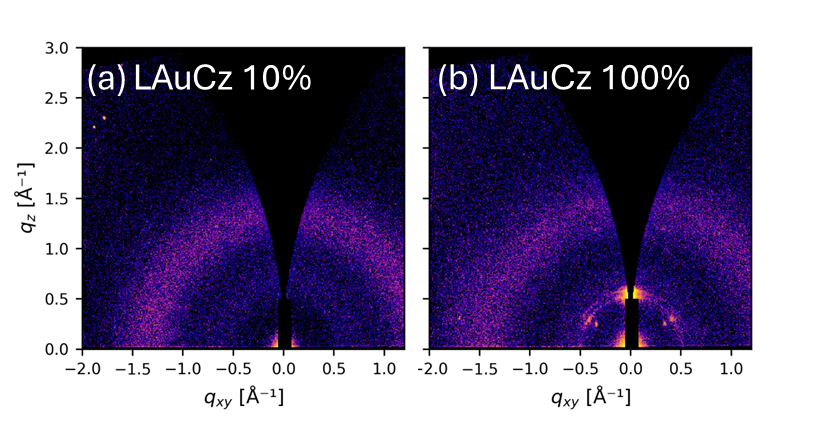 (a) LAuCz 10%
(b) LAuCz 100%
3.0
2.5
2.0
1.5
1.0
0.5
0.0
qz [Å⁻¹]
−2.0 −1.5 −1.0 −0.5 0.0 0.5 1.0
-2.0 −1.5 −1.0 −0.5 0.0 0.5 1.0
qxy [Å⁻¹]
qxy [Å⁻¹]